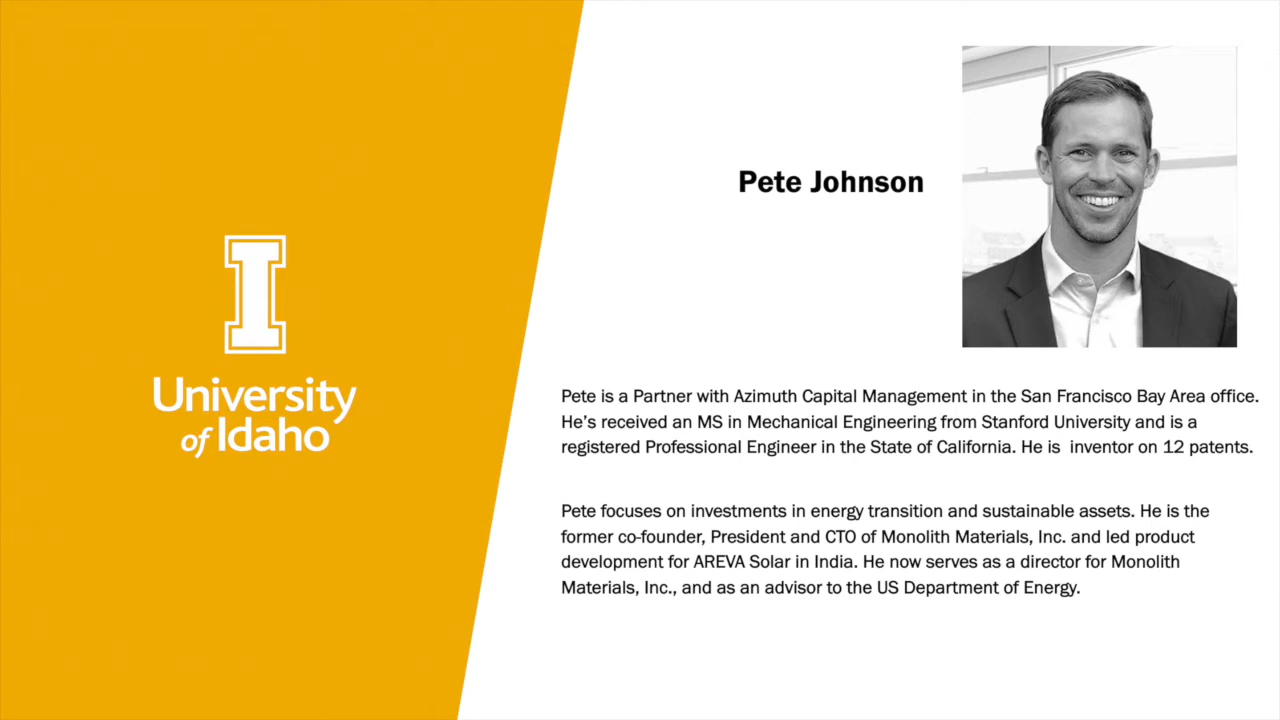 I
University
of Idaho
Pete Johnson
Pete is a Partner with Azimuth Capital Management in the San Francisco Bay Area office.
He’s received an MS in Mechanical Engineering from Stanford University and is a
registered Professional Engineer in the State of California. He is  inventor on 12 patents.
Pete focuses on investments in energy transition and sustainable assets. He is the
former co-founder, President and CTO of Monolith Materials, Inc. and led product
development for AREVA Solar in India. He now serves as a director for Monolith
Materials, Inc., and as an advisor to the US Department of Energy.